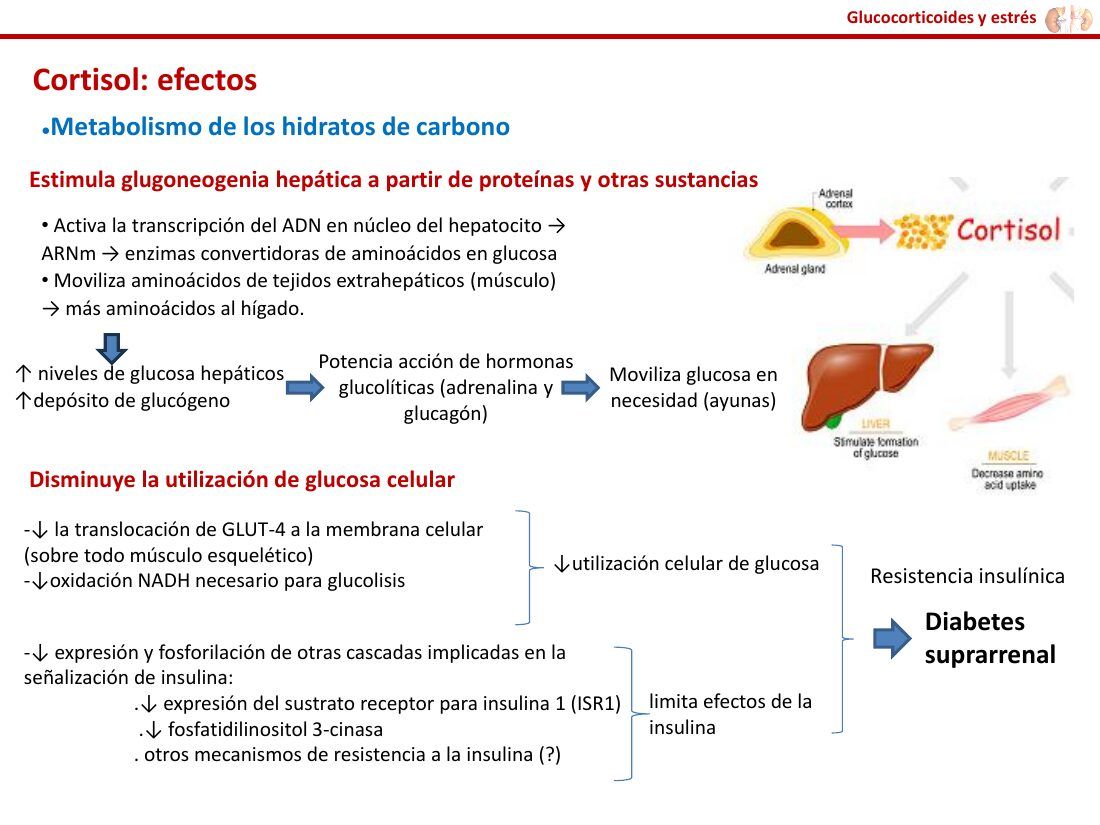 Glucocorticoides y estrés
Cortisol: efectos
•Metabolismo de los hidratos de carbono
Estimula glugoneogenia hepática a partir de proteínas y otras sustancias
• Activa la transcripción del ADN en núcleo del hepatocito →
ARNm → enzimas convertidoras de aminoácidos en glucosa
• Moviliza aminoácidos de tejidos extrahepáticos (músculo)
→ más aminoácidos al hígado.
Adrenal
cortex
Cortisol
Adrenal gland
↑ niveles de glucosa hepáticos
↑depósito de glucógeno
Potencia acción de hormonas
glucolíticas (adrenalina y
glucagón)
Moviliza glucosa en
necesidad (ayunas)
LIVER
Stimulate formation
of glucose
MUSCLE
Decrease amino
acid uptake
Disminuye la utilización de glucosa celular
-↓ la translocación de GLUT-4 a la membrana celular
(sobre todo músculo esquelético)
-↓oxidación NADH necesario para glucolisis
↓utilización celular de glucosa
-↓ expresión y fosforilación de otras cascadas implicadas en la
señalización de insulina:
.↓ expresión del sustrato receptor para insulina 1 (ISR1)
.↓ fosfatidilinositol 3-cinasa
. otros mecanismos de resistencia a la insulina (?)
limita efectos de la
insulina
Resistencia insulínica
Diabetes
suprarrenal